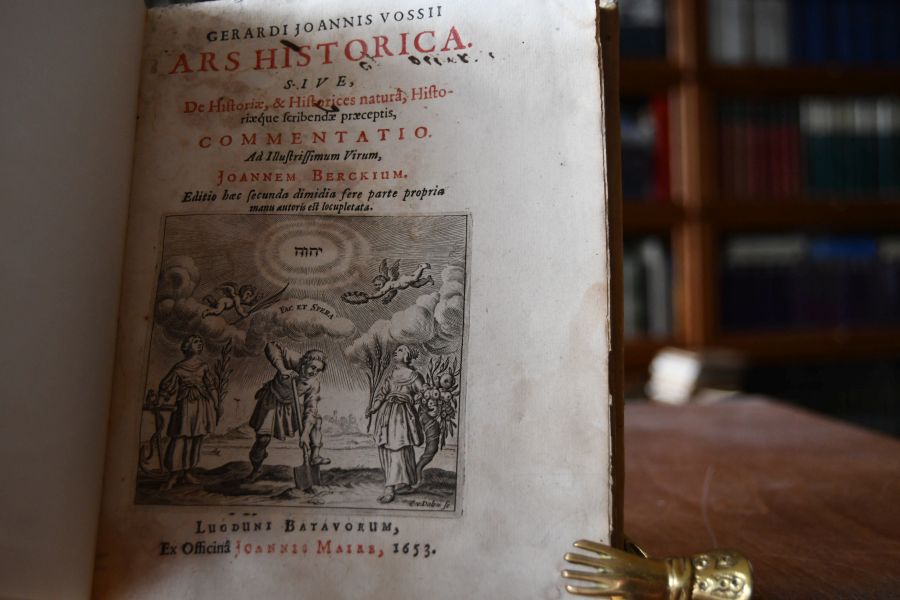 GERARDI JOANNIS VOSSII
ARS HISTORICA.
SIVE,
De Historiæ, & Historices naturâ, Histo-
riæque scribendæ præceptis,
COMMENTATIO.
Ad Illustrissimum Virum,
JOANNEM BERCKIUM.
Editio hæc secunda dimidia fere parte propria
manu autoris est locupletata.
יהוה
FAC ET SPERA
C. v. Dalen fe
LUGDUNI BATAVORUM,
Ex Officinâ JOANNIS MAIRE, 1653.